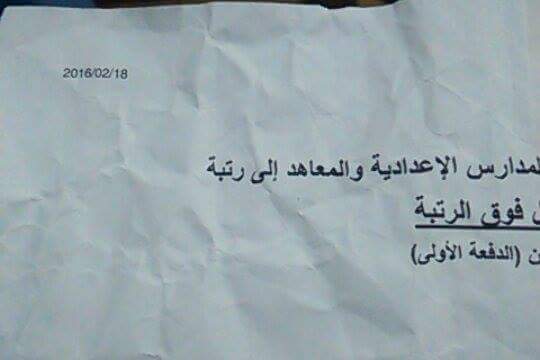 2016/02/18
المدارس الإعدادية والمعاهد إلى رتبة
فوق الرتبة
(الدفعة الأولى)